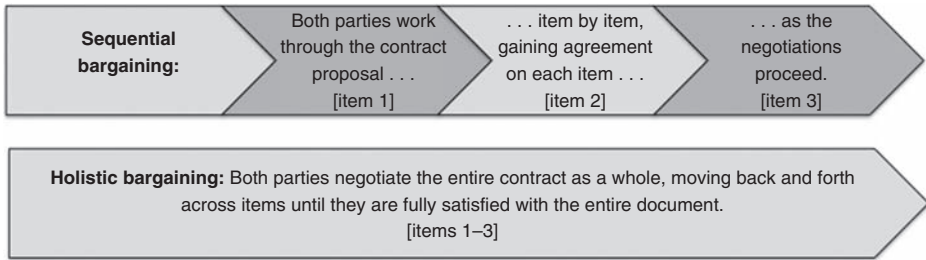 Sequential
bargaining:
Both parties work
through the contract
proposal . . .
[item 1]
. . . item by item,
gaining agreement
on each item . . .
[item 2]
. . . as the
negotiations
proceed.
[item 3]
Holistic bargaining: Both parties negotiate the entire contract as a whole, moving back and forth
across items until they are fully satisfied with the entire document.
[items 1–3]